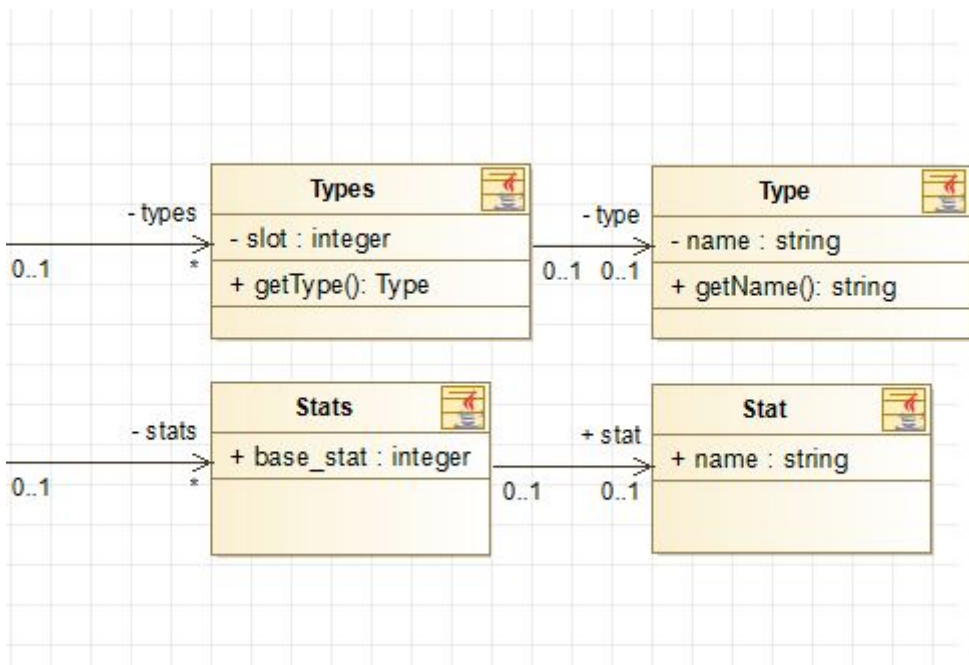 Types
Type
- types
- type
- slot : integer
- name : string
0..1
*
0..1
0..1
+ getType(): Type
+ getName(): string
Stats
Stat
- stats
+ stat
+ base_stat : integer
+ name : string
0..1
*
0..1
0..1